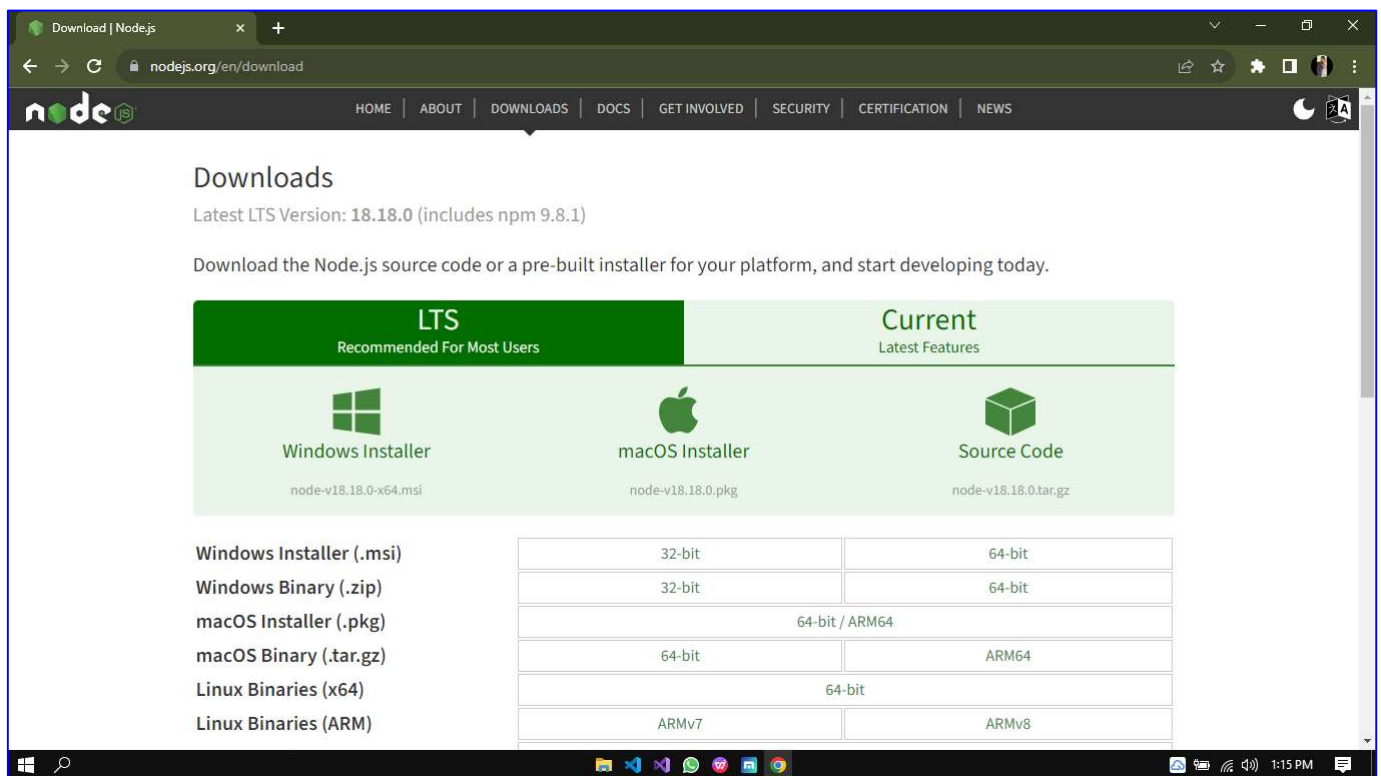 Download | Node.js
nodejs.org/en/download
node JS
HOME | ABOUT | DOWNLOADS | DOCS | GET INVOLVED | SECURITY | CERTIFICATION | NEWS
Downloads
Latest LTS Version: 18.18.0 (includes npm 9.8.1)
Download the Node.js source code or a pre-built installer for your platform, and start developing today.
LTS Current
Recommended For Most Users Latest Features
Windows Installer macOS Installer Source Code
node-v18.18.0-x64.msi node-v18.18.0.pkg node-v18.18.0.tar.gz
Windows Installer (.msi) 32-bit 64-bit
Windows Binary (.zip) 32-bit 64-bit
macOS Installer (.pkg) 64-bit / ARM64
macOS Binary (.tar.gz) 64-bit ARM64
Linux Binaries (x64) 64-bit
Linux Binaries (ARM) ARMv7 ARMv8
1:15 PM